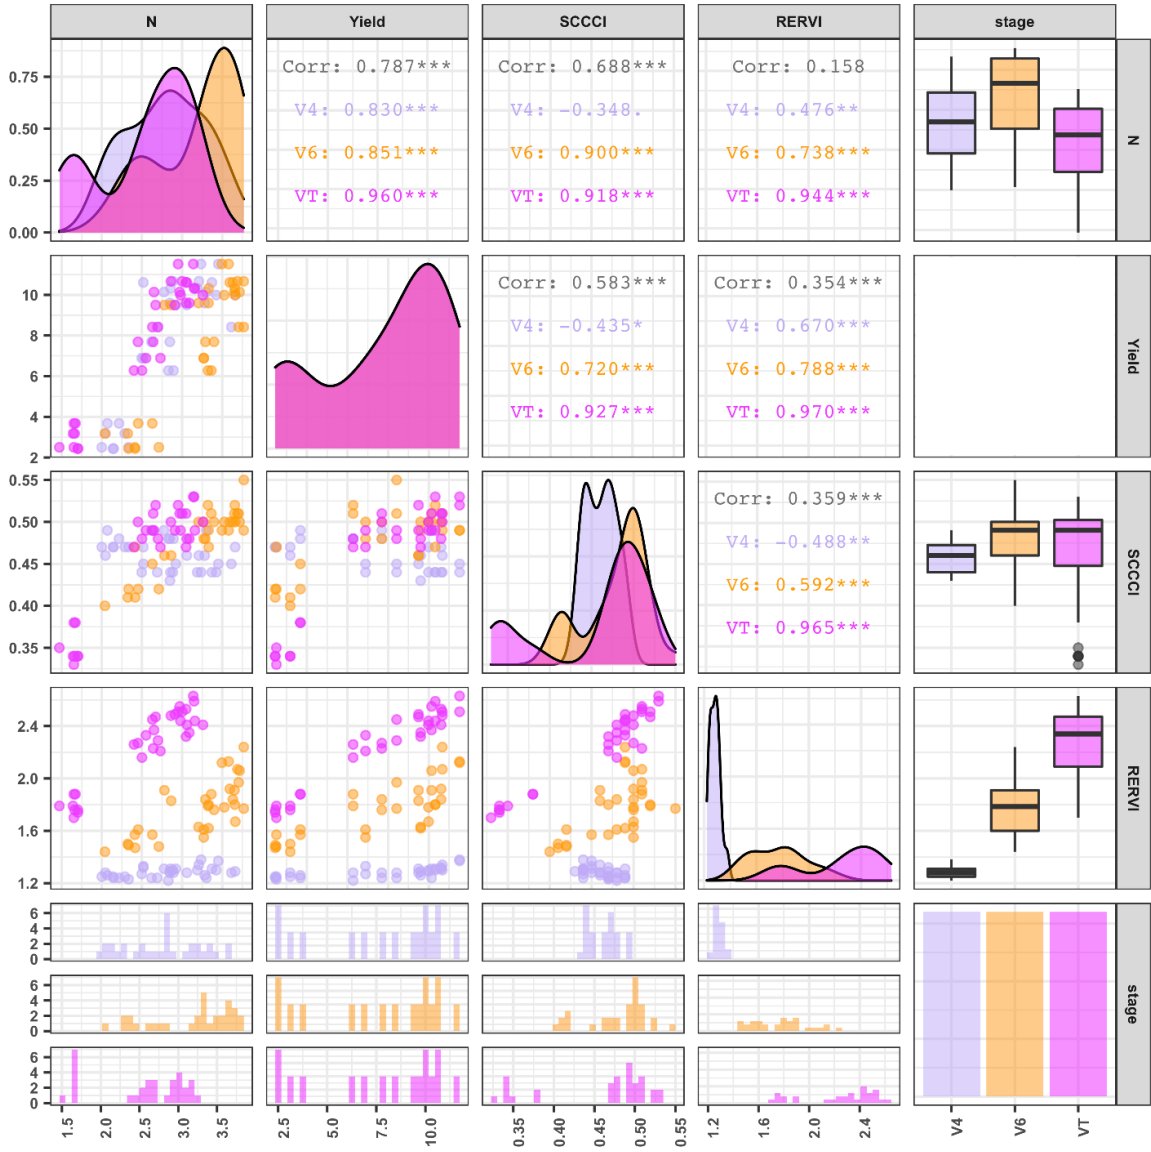 N Yield SCCCI RERVI stage
0.75
0.50
0.25
0.00
Corr: 0.787***
V4: 0.830***
V6: 0.851***
VT: 0.960***
Corr: 0.688***
V4: -0.348.
V6: 0.900***
VT: 0.918***
Corr: 0.158
V4: 0.476**
V6: 0.738***
VT: 0.944***
N
10
8
6
4
2
Corr: 0.583***
V4: -0.435*
V6: 0.720***
VT: 0.927***
Corr: 0.354***
V4: 0.670***
V6: 0.788***
VT: 0.970***
Yield
0.55
0.50
0.45
0.40
0.35
Corr: 0.359***
V4: -0.488**
V6: 0.592***
VT: 0.965***
SCCCI
2.4
2.0
1.6
1.2
RERVI
6
4
2
0
6
4
2
0
6
4
2
0
stage
1.5 2.0 2.5 3.0 3.5
2.5 5.0 7.5 10.0
0.35 0.40 0.45 0.50 0.55
1.2 1.6 2.0 2.4
V4 V6 VT